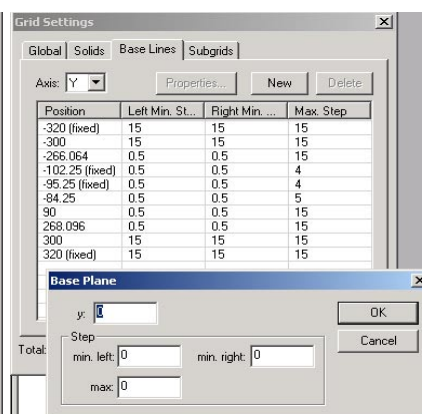 Grid Settings
Global Solids Base Lines Subgrids
Axis: Y Properties... New Delete
Position Left Min. St... Right Min. ... Max. Step
-320 (fixed) 15 15 15
-300 15 15 15
-266.064 0.5 0.5 15
-102.25 (fixed) 0.5 0.5 4
-95.25 (fixed) 0.5 0.5 4
-84.25 0.5 0.5 5
90 0.5 0.5 15
268.096 0.5 0.5 15
300 15 15 15
320 (fixed) 15 15 15
Base Plane
y: 0 OK
Step Cancel
Total:
min. left: 0 min. right: 0
max: 0